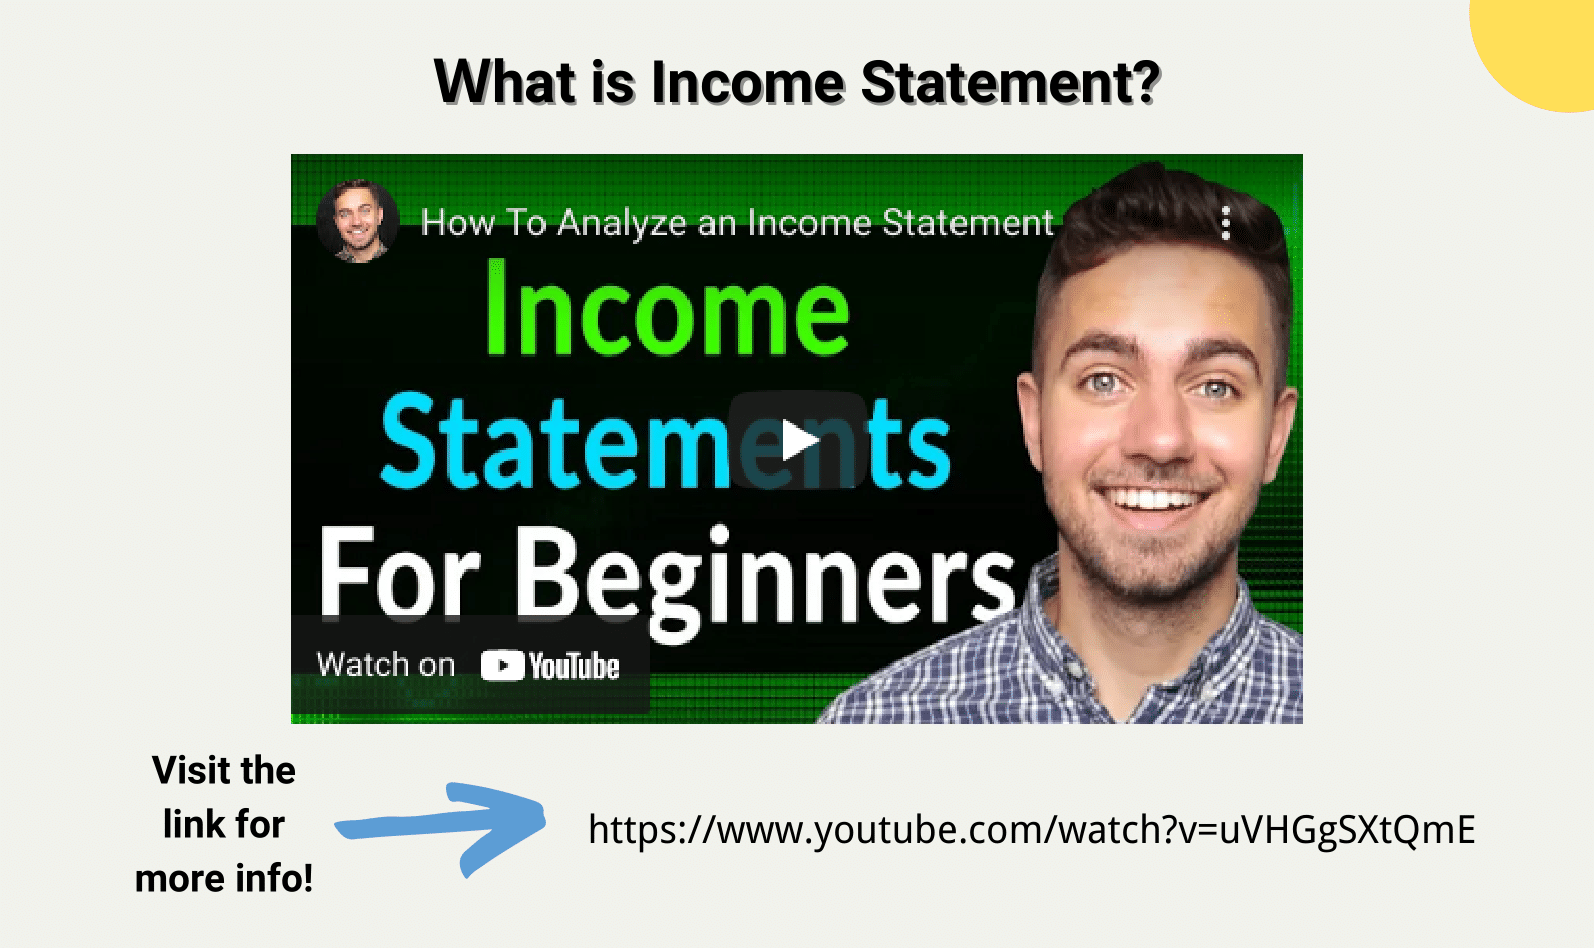 What is Income Statement?
How To Analyze an Income Statement
Income
Statements
For Beginners
Watch on YouTube
Visit the
link for
more info!
https://www.youtube.com/watch?v=uVHGgSXtQmE